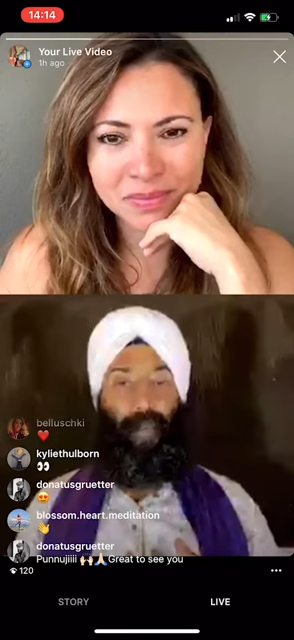 14:14
Your Live Video
1h ago
belluschki
❤️
kyliethulborn
👀
donatusgruetter
😍
blossom.heart.meditation
👋
donatusgruetter
Punnujiiii 🙌🏻🙏🏻Great to see you
120
STORY
LIVE